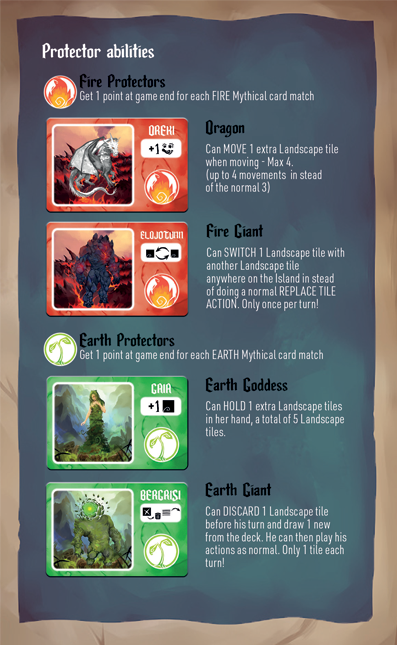 Protector abilities
Fire Protectors
Get 1 point at game end for each FIRE Mythical card match
DREKI
+1
Dragon
Can MOVE 1 extra Landscape tile
when moving - Max 4.
(up to 4 movements in stead
of the normal 3)
ELDJOTUNN
Fire Giant
Can SWITCH 1 Landscape tile with
another Landscape tile
anywhere on the Island in stead
of doing a normal REPLACE TILE
ACTION. Only once per turn!
Earth Protectors
Get 1 point at game end for each EARTH Mythical card match
GAIA
+1
Earth Goddess
Can HOLD 1 extra Landscape tiles
in her hand, a total of 5 Landscape
tiles.
BERGRISI
Earth Giant
Can DISCARD 1 Landscape tile
before his turn and draw 1 new
from the deck. He can then play his
actions as normal. Only 1 tile each
turn!